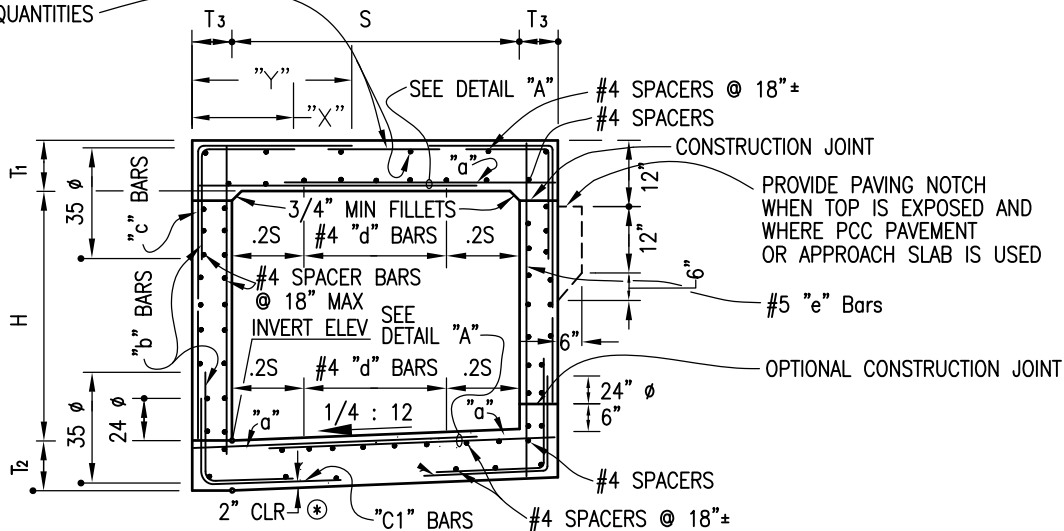 QUANTITIES
T3
S
T3
"Y"
"X"
SEE DETAIL "A"
#4 SPACERS @ 18"±
#4 SPACERS
CONSTRUCTION JOINT
T1
35 ø
"c" BARS
"a"
12"
PROVIDE PAVING NOTCH
WHEN TOP IS EXPOSED AND
WHERE PCC PAVEMENT
OR APPROACH SLAB IS USED
3/4" MIN FILLETS
.2S
#4 "d" BARS
.2S
12"
#4 SPACER BARS
@ 18" MAX
6"
#5 "e" Bars
H
"b" BARS
INVERT ELEV
SEE
DETAIL "A"
6"
.2S
#4 "d" BARS
.2S
OPTIONAL CONSTRUCTION JOINT
35 ø
24 ø
24" ø
6"
"a"
1/4 : 12
"a"
T2
#4 SPACERS
2" CLR *
"C1" BARS
#4 SPACERS @ 18"±